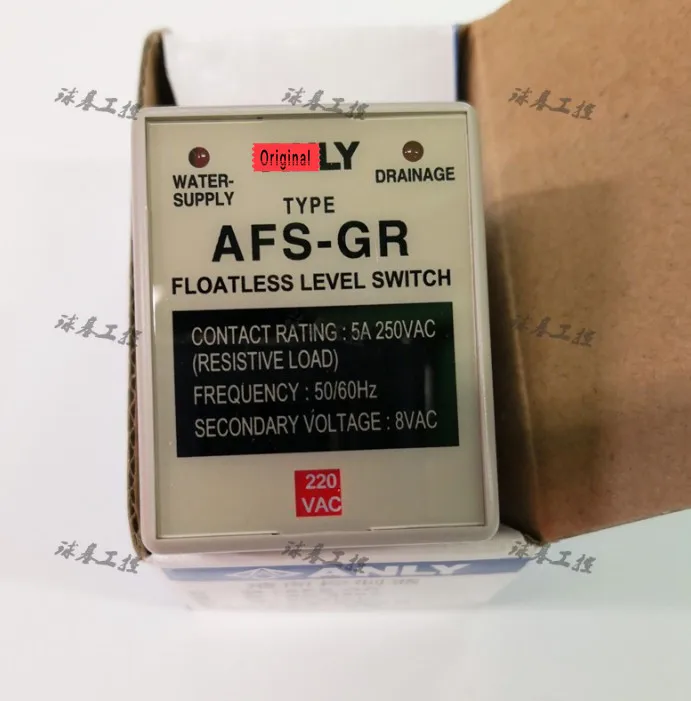 Original LY
WATER-
SUPPLY
DRAINAGE
TYPE
AFS-GR
FLOATLESS LEVEL SWITCH
CONTACT RATING : 5A 250VAC
(RESISTIVE LOAD)
FREQUENCY : 50/60Hz
SECONDARY VOLTAGE : 8VAC
220
VAC
ANLY